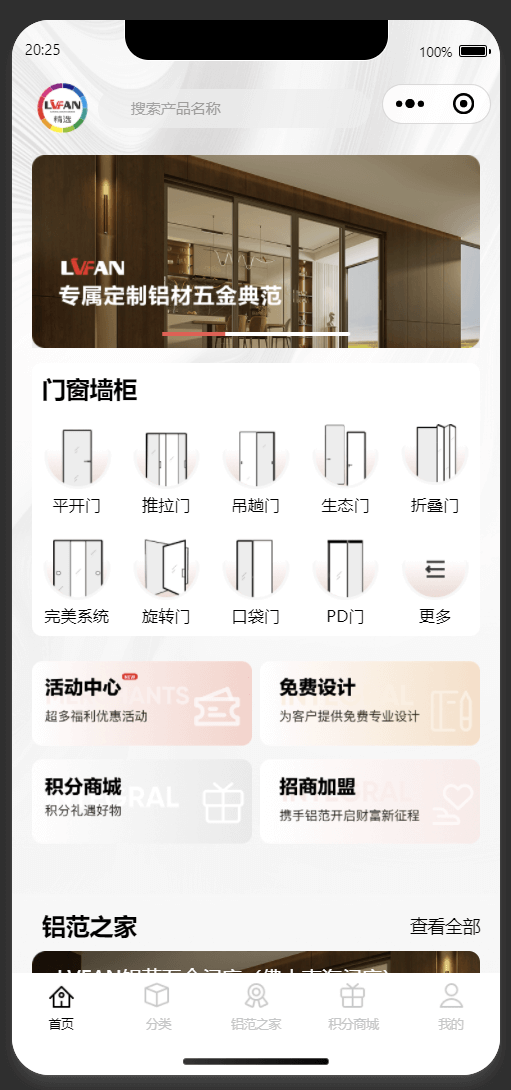 20:25
100%
LVFAN
精选
搜索产品名称
LVFAN
专属定制铝材五金典范
门窗墙柜
平开门
推拉门
吊趟门
生态门
折叠门
完美系统
旋转门
口袋门
PD门
更多
活动中心
NEW
超多福利优惠活动
免费设计
为客户提供免费专业设计
积分商城
积分礼遇好物
招商加盟
携手铝范开启财富新征程
铝范之家
查看全部
首页
分类
铝范之家
积分商城
我的